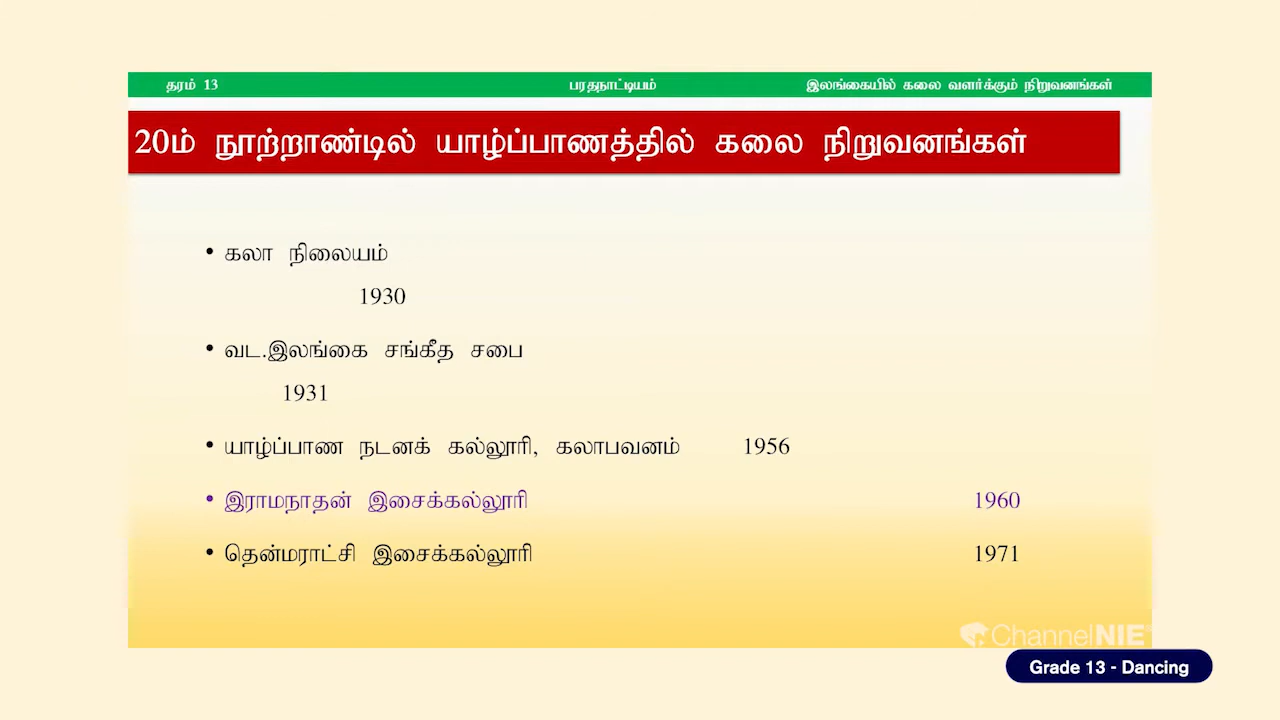 தரம் 13 பரதநாட்டியம் இலங்கையில் கலை வளர்க்கும் நிறுவனங்கள்
20ம் நூற்றாண்டில் யாழ்ப்பாணத்தில் கலை நிறுவனங்கள்
• கலா நிலையம்
1930
• வட.இலங்கை சங்கீத சபை
1931
• யாழ்ப்பாண நடனக் கல்லூரி, கலாபவனம் 1956
• இராமநாதன் இசைக்கல்லூரி 1960
• தென்மராட்சி இசைக்கல்லூரி 1971
ChannelNIE
Grade 13 - Dancing